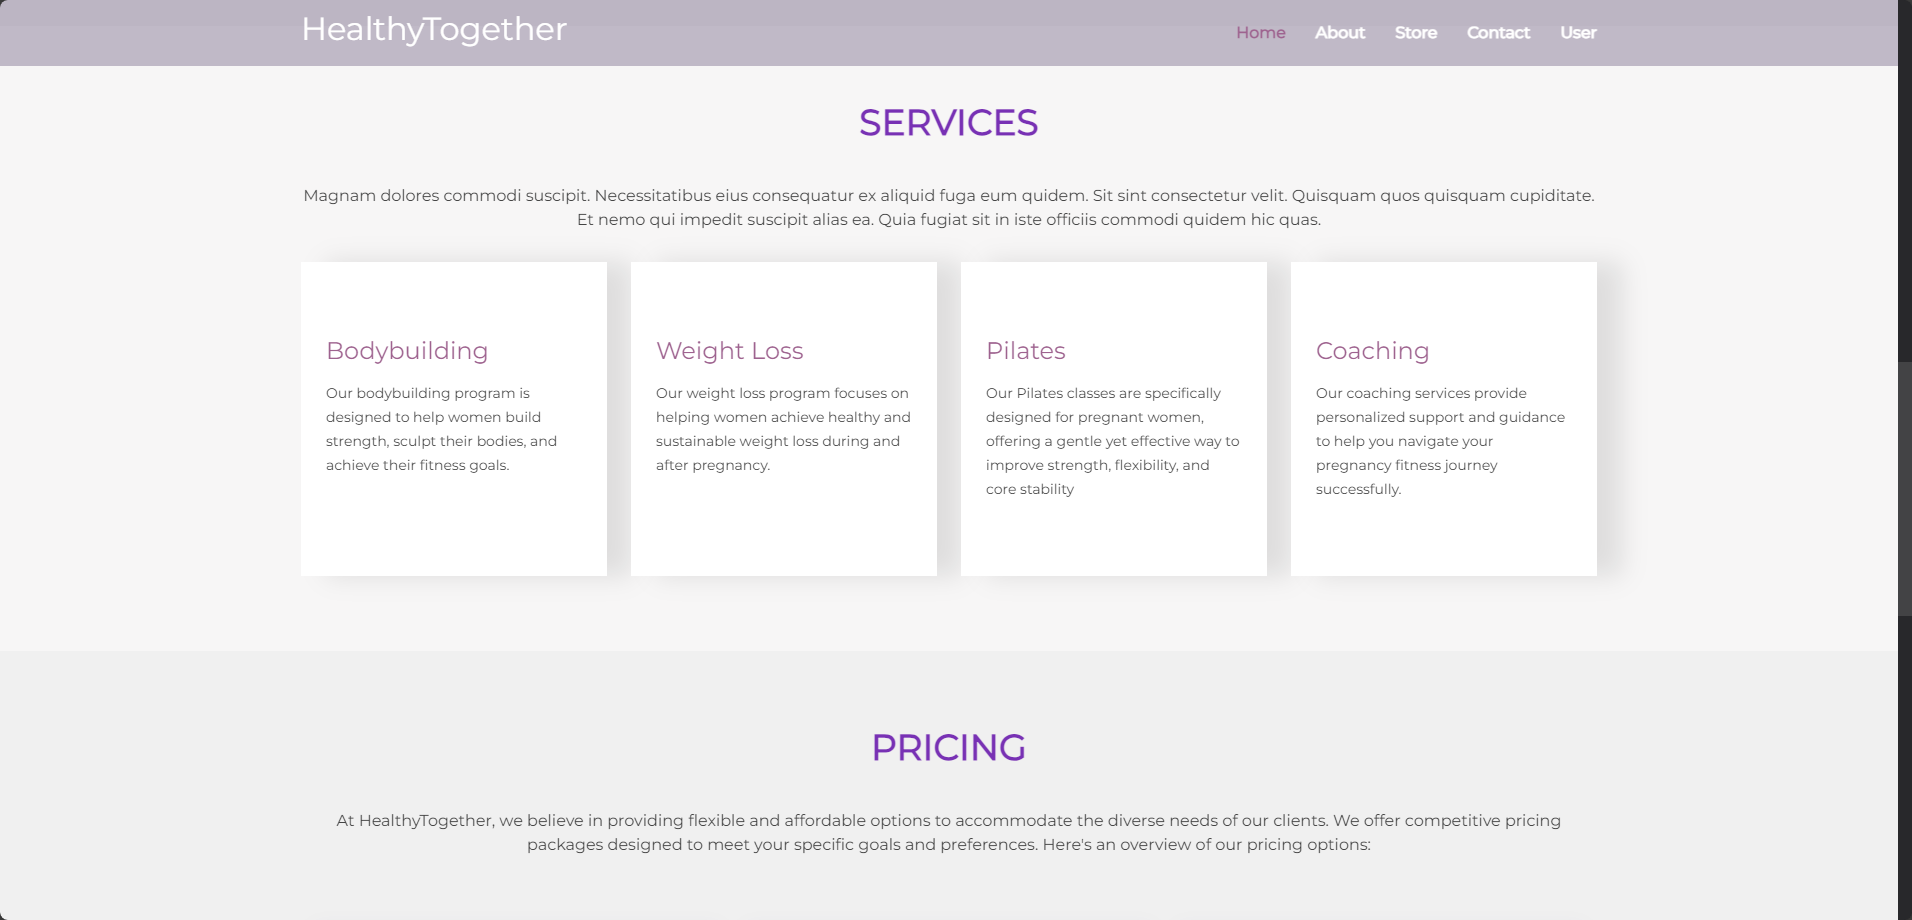 HealthyTogether
Home About Store Contact User
SERVICES
Magnam dolores commodi suscipit. Necessitatibus eius consequatur ex aliquid fuga eum quidem. Sit sint consectetur velit. Quisquam quos quisquam cupiditate.
Et nemo qui impedit suscipit alias ea. Quia fugiat sit in iste officiis commodi quidem hic quas.
Bodybuilding
Our bodybuilding program is
designed to help women build
strength, sculpt their bodies, and
achieve their fitness goals.
Weight Loss
Our weight loss program focuses on
helping women achieve healthy and
sustainable weight loss during and
after pregnancy.
Pilates
Our Pilates classes are specifically
designed for pregnant women,
offering a gentle yet effective way to
improve strength, flexibility, and
core stability
Coaching
Our coaching services provide
personalized support and guidance
to help you navigate your
pregnancy fitness journey
successfully.
PRICING
At HealthyTogether, we believe in providing flexible and affordable options to accommodate the diverse needs of our clients. We offer competitive pricing
packages designed to meet your specific goals and preferences. Here's an overview of our pricing options: